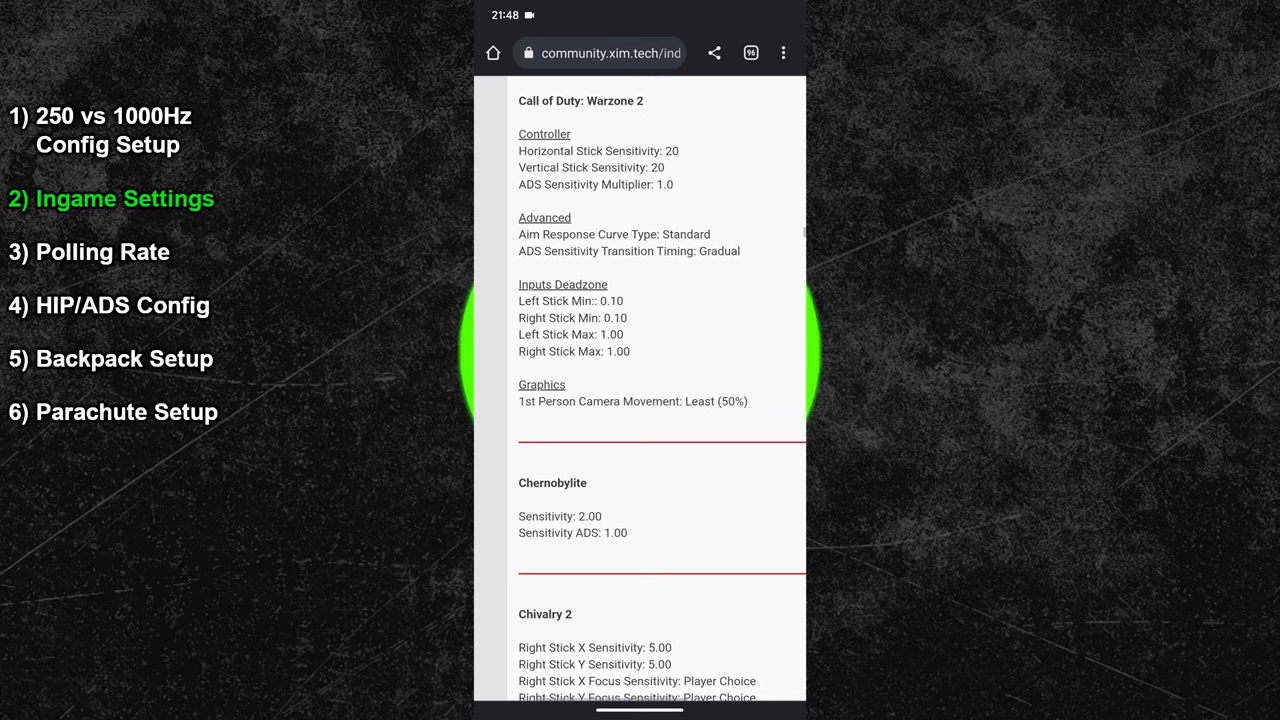 1) 250 vs 1000Hz
Config Setup
2) Ingame Settings
3) Polling Rate
4) HIP/ADS Config
5) Backpack Setup
6) Parachute Setup
21:48
community.xim.tech/ind
96
Call of Duty: Warzone 2
Controller
Horizontal Stick Sensitivity: 20
Vertical Stick Sensitivity: 20
ADS Sensitivity Multiplier: 1.0
Advanced
Aim Response Curve Type: Standard
ADS Sensitivity Transition Timing: Gradual
Inputs Deadzone
Left Stick Min:: 0.10
Right Stick Min: 0.10
Left Stick Max: 1.00
Right Stick Max: 1.00
Graphics
1st Person Camera Movement: Least (50%)
Chernobylite
Sensitivity: 2.00
Sensitivity ADS: 1.00
Chivalry 2
Right Stick X Sensitivity: 5.00
Right Stick Y Sensitivity: 5.00
Right Stick X Focus Sensitivity: Player Choice
Right Stick Y Focus Sensitivity: Player Choice